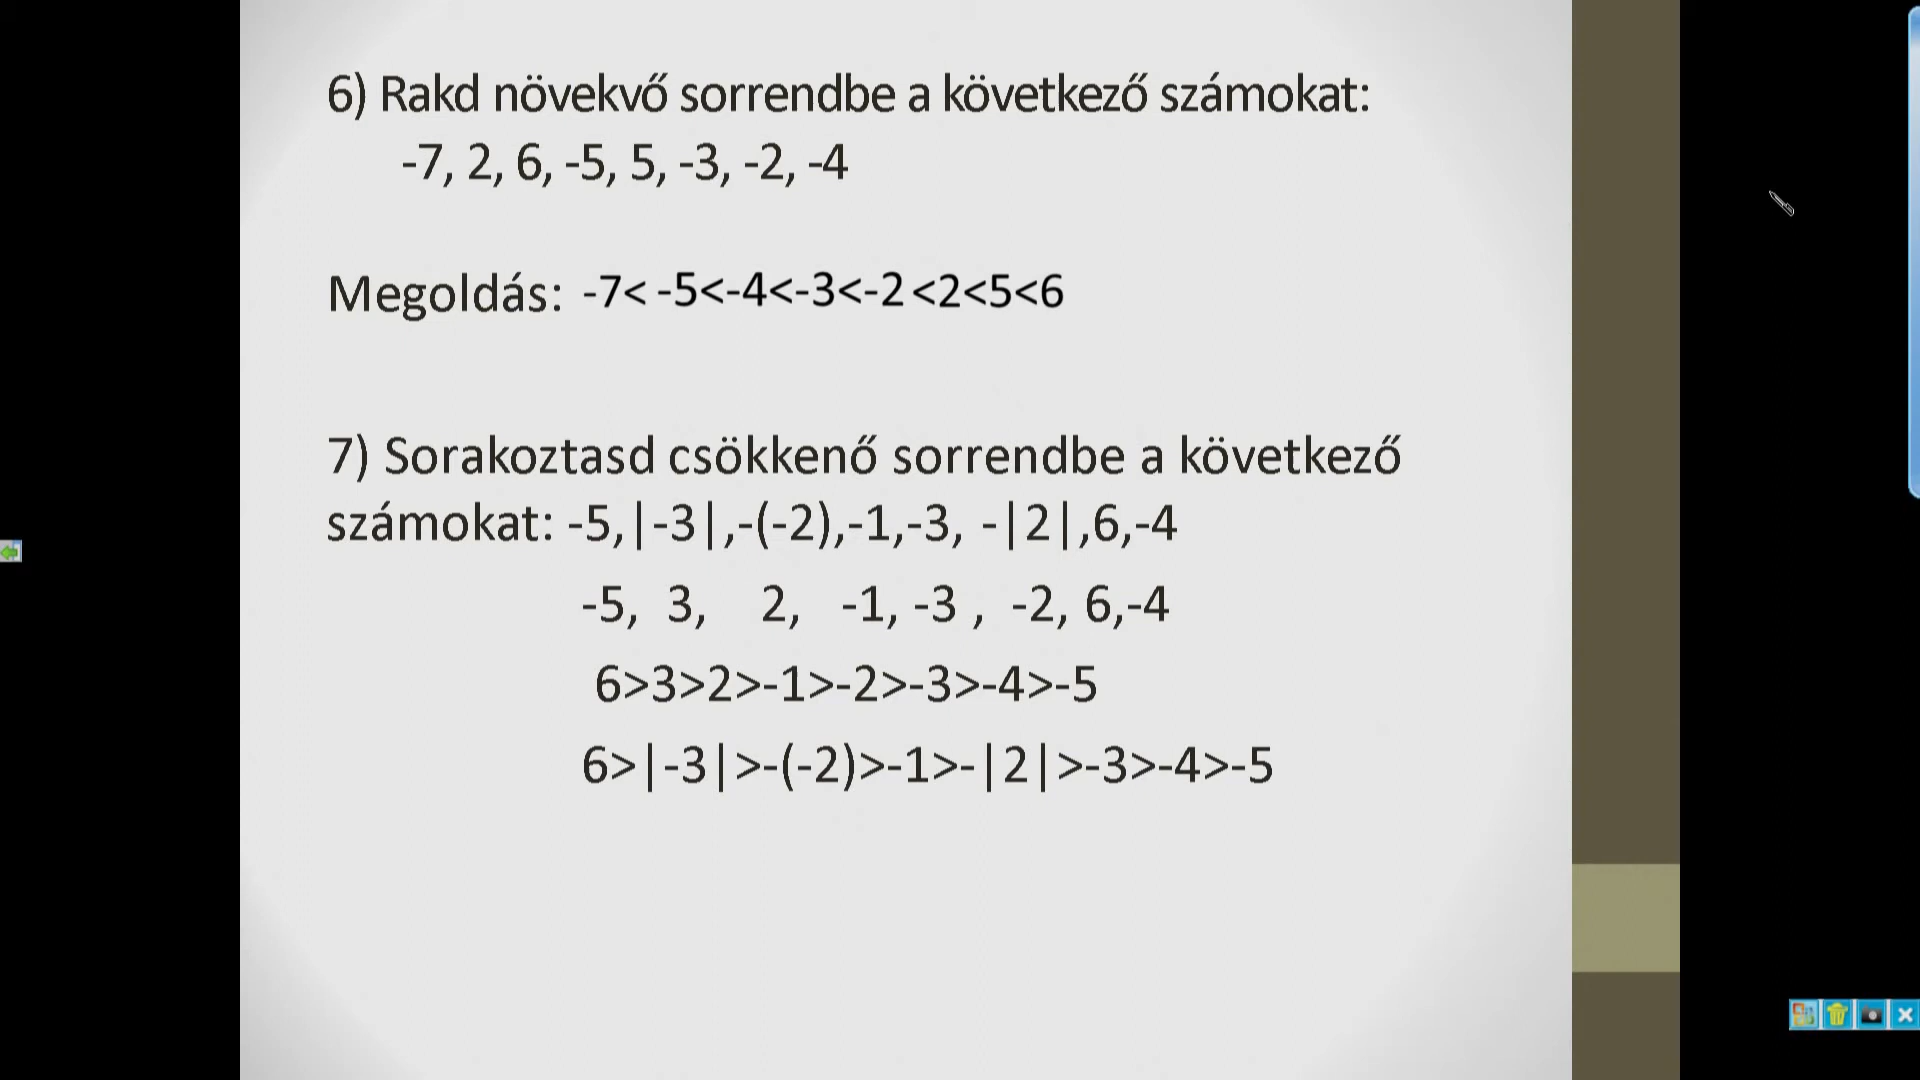 6) Rakd növekvő sorrendbe a következő számokat:
-7, 2, 6, -5, 5, -3, -2, -4
Megoldás: -7< -5<-4<-3<-2 <2<5<6
7) Sorakoztasd csökkenő sorrendbe a következő
számokat: -5,|-3|,-(-2),-1,-3, -|2|,6,-4
-5, 3, 2, -1, -3 , -2, 6,-4
6>3>2>-1>-2>-3>-4>-5
6>|-3|>-(-2)>-1>-|2|>-3>-4>-5